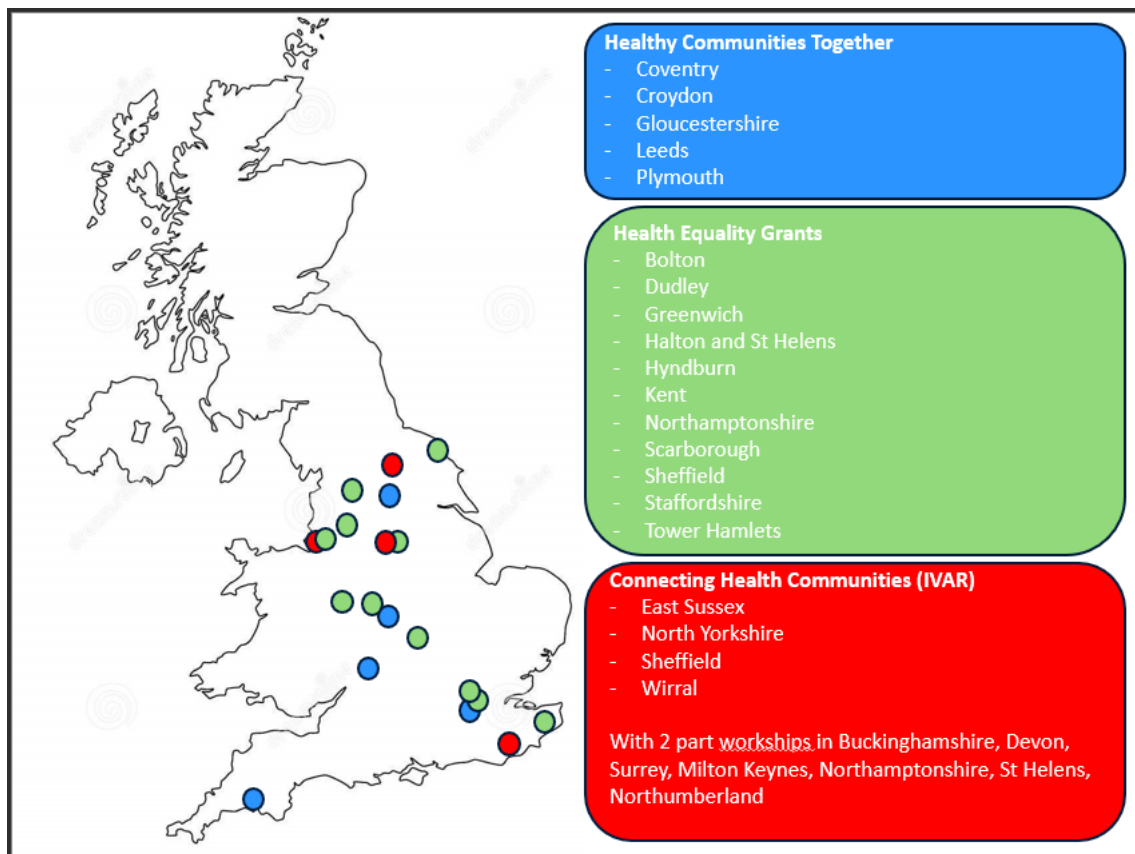 Healthy Communities Together
- Coventry
- Croydon
- Gloucestershire
- Leeds
- Plymouth
Health Equality Grants
- Bolton
- Dudley
- Greenwich
- Halton and St Helens
- Hyndburn
- Kent
- Northamptonshire
- Scarborough
- Sheffield
- Staffordshire
- Tower Hamlets
Connecting Health Communities (IVAR)
- East Sussex
- North Yorkshire
- Sheffield
- Wirral
With 2 part workships in Buckinghamshire, Devon,
Surrey, Milton Keynes, Northamptonshire, St Helens,
Northumberland